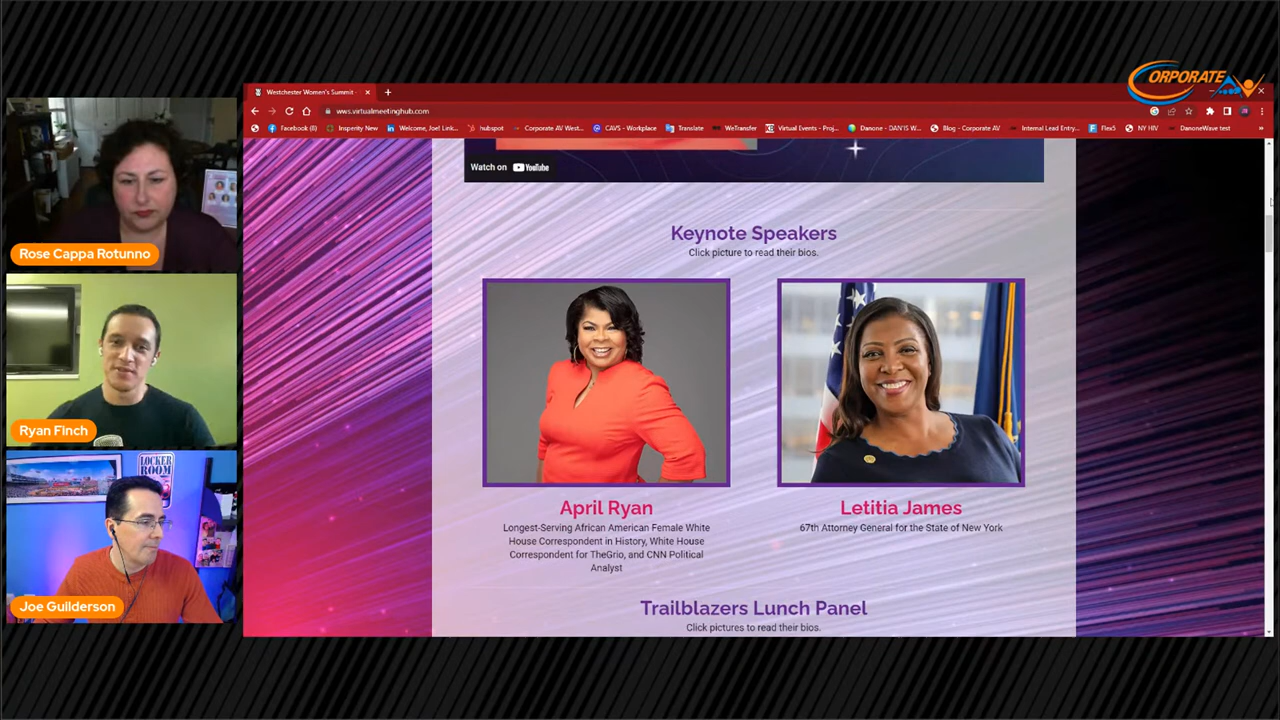 CORPORATE AV
Westchester Women's Summit -
wws.virtualmeetinghub.com
Facebook (8)
Insperity New
Welcome, Joe! Link...
hubspot
Corporate AV West...
CAVS - Workplace
Translate
WeTransfer
Virtual Events - Proj...
Danone - DAN'IS W...
Blog - Corporate AV
Internal Lead Entry...
Flex5
NY HIV
DanoneWave test
Watch on YouTube
Rose Cappa Rotunno
Ryan Finch
LOCKER
ROOM
Joe Guilderson
Keynote Speakers
Click picture to read their bios.
April Ryan
Longest-Serving African American Female White
House Correspondent in History, White House
Correspondent for TheGrio, and CNN Political
Analyst
Letitia James
67th Attorney General for the State of New York
Trailblazers Lunch Panel
Click pictures to read their bios.